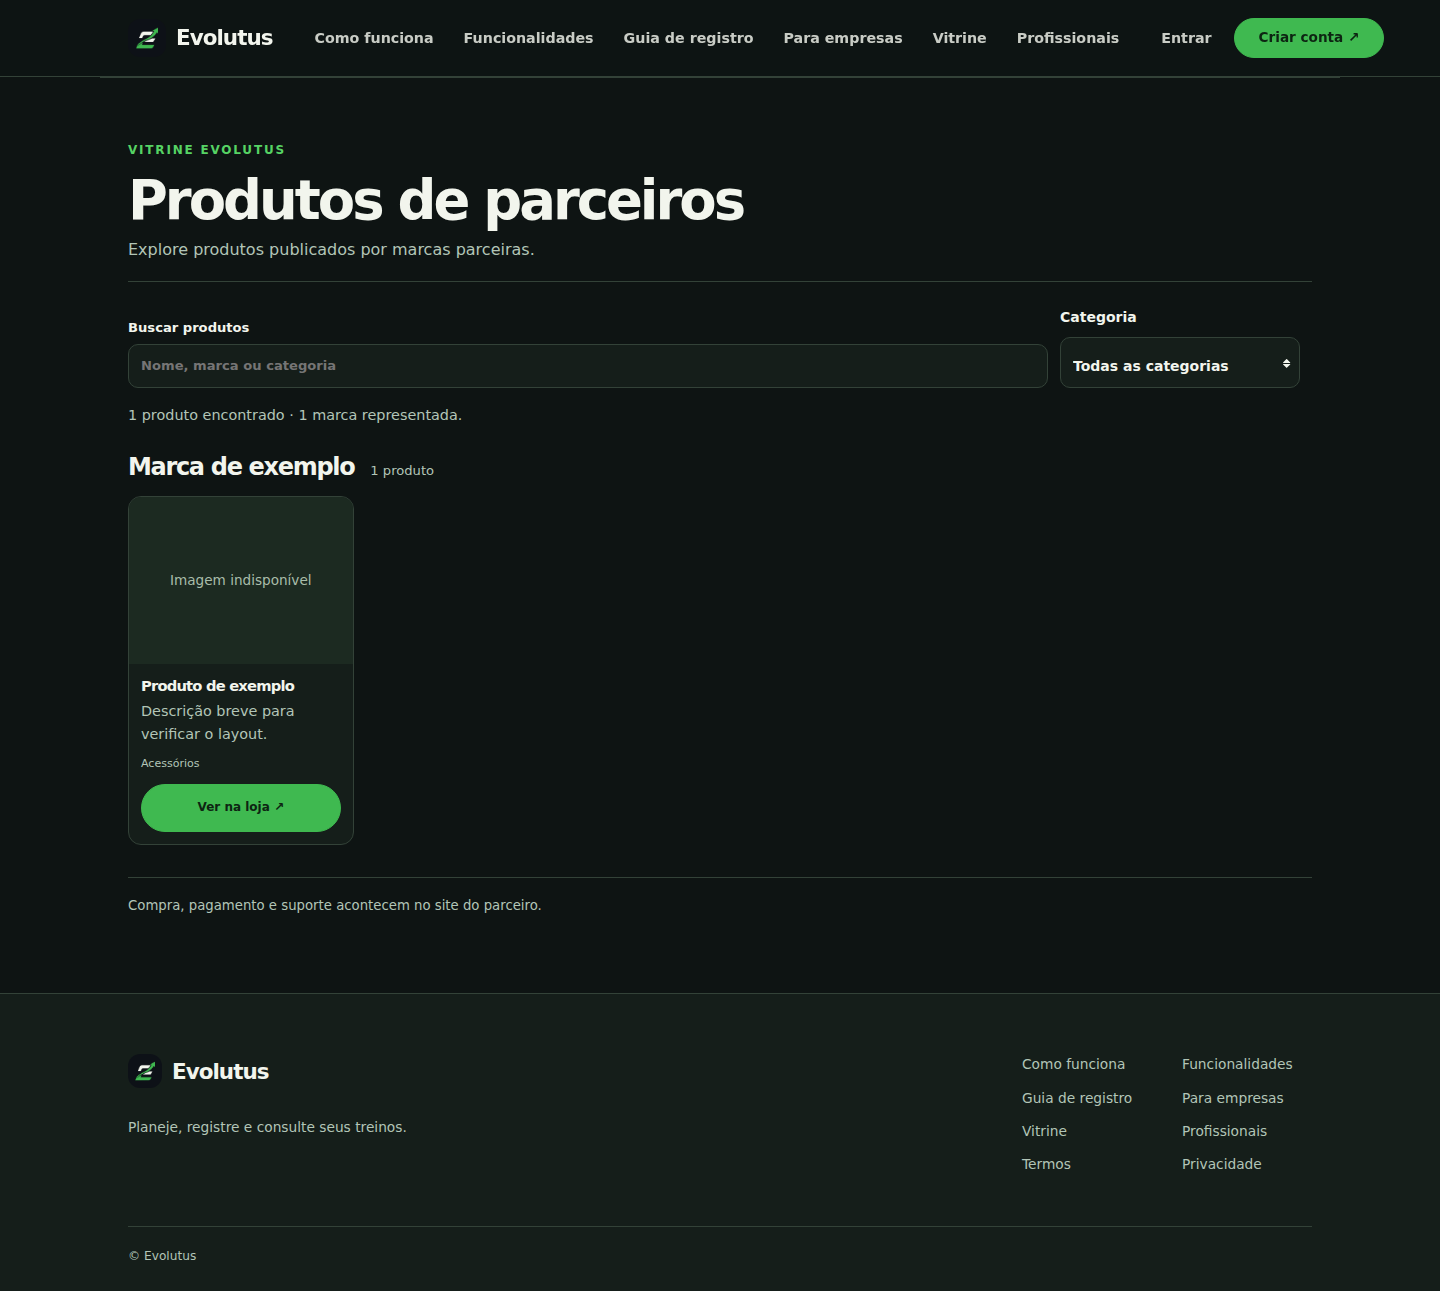 Evolutus
Como funciona
Funcionalidades
Guia de registro
Para empresas
Vitrine
Profissionais
Entrar
Criar conta ↗
VITRINE EVOLUTUS
Produtos de parceiros
Explore produtos publicados por marcas parceiras.
Buscar produtos
Nome, marca ou categoria
Categoria
Todas as categorias
1 produto encontrado · 1 marca representada.
Marca de exemplo
1 produto
Imagem indisponível
Produto de exemplo
Descrição breve para
verificar o layout.
Acessórios
Ver na loja ↗
Compra, pagamento e suporte acontecem no site do parceiro.
Evolutus
Planeje, registre e consulte seus treinos.
Como funciona
Funcionalidades
Guia de registro
Para empresas
Vitrine
Profissionais
Termos
Privacidade
© Evolutus